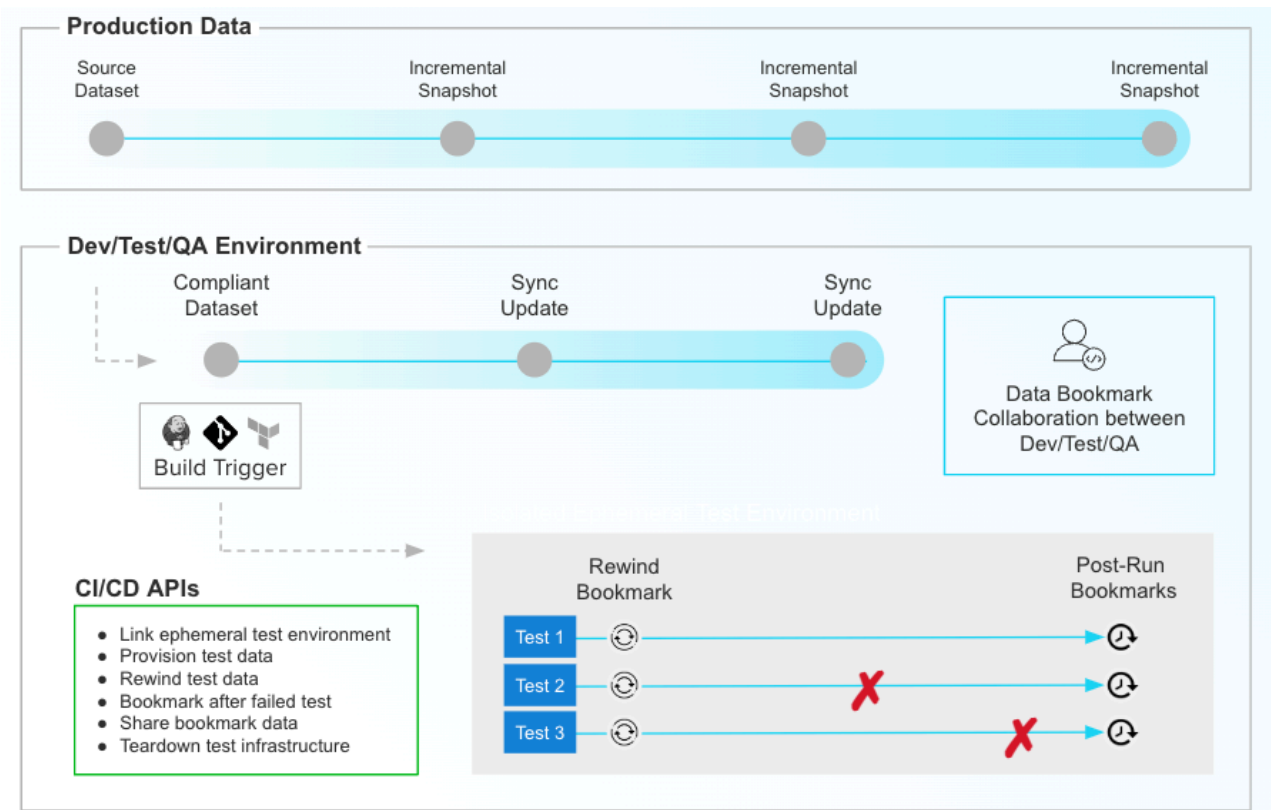 Production Data
Source
Dataset
Incremental
Snapshot
Incremental
Snapshot
Incremental
Snapshot
Dev/Test/QA Environment
Compliant
Dataset
Sync
Update
Sync
Update
Data Bookmark
Collaboration between
Dev/Test/QA
Build Trigger
Ephemeral Test Environment
CI/CD APIs
● Link ephemeral test environment
● Provision test data
● Rewind test data
● Bookmark after failed test
● Share bookmark data
● Teardown test infrastructure
Rewind
Bookmark
Post-Run
Bookmarks
Test 1
Test 2
Test 3